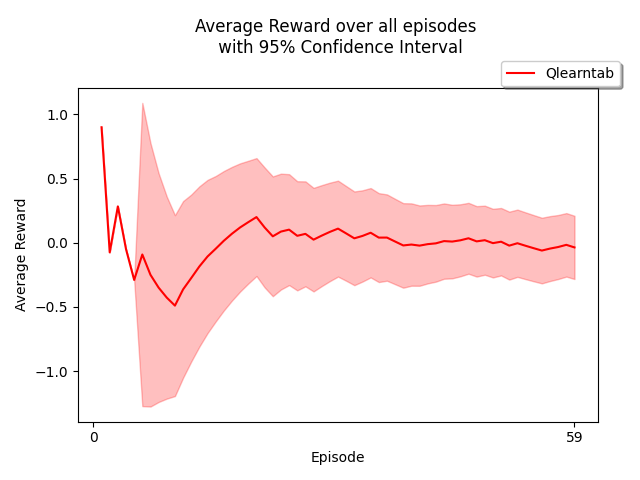 Average Reward over all episodes
with 95% Confidence Interval
Qlearntab
1.0
0.5
0.0
−0.5
−1.0
Average Reward
0
59
Episode